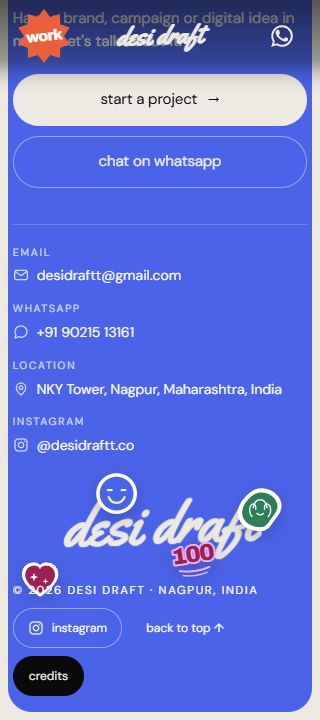 work
desi draft
start a project →
chat on whatsapp
EMAIL
desidraftt@gmail.com
WHATSAPP
+91 90215 13161
LOCATION
NKY Tower, Nagpur, Maharashtra, India
INSTAGRAM
@desidraftt.co
desi draft
100
© 2026 DESI DRAFT · NAGPUR, INDIA
instagram
back to top ↑
credits